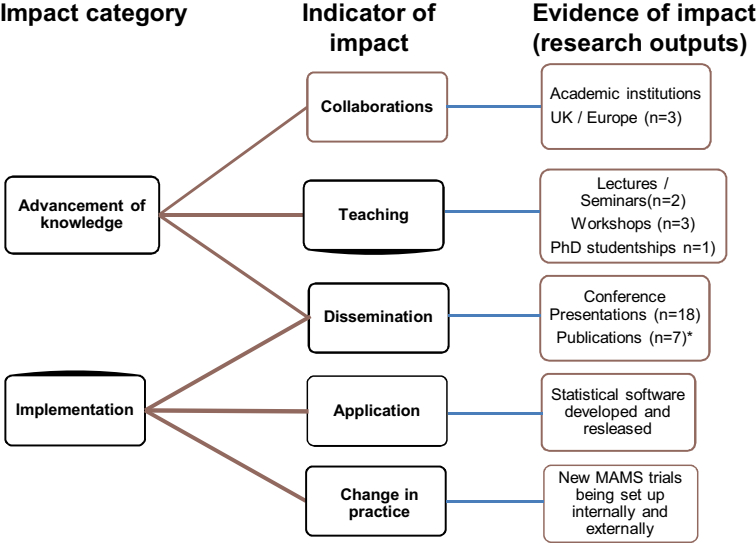 Impact category
Indicator of
impact
Evidence of impact
(research outputs)
Collaborations
Academic institutions
UK / Europe (n=3)
Advancement of
knowledge
Teaching
Lectures /
Seminars(n=2)
Workshops (n=3)
PhD studentships n=1)
Dissemination
Conference
Presentations (n=18)
Publications (n=7)*
Implementation
Application
Statistical software
developed and
resleased
Change in
practice
New MAMS trials
being set up
internally and
externally